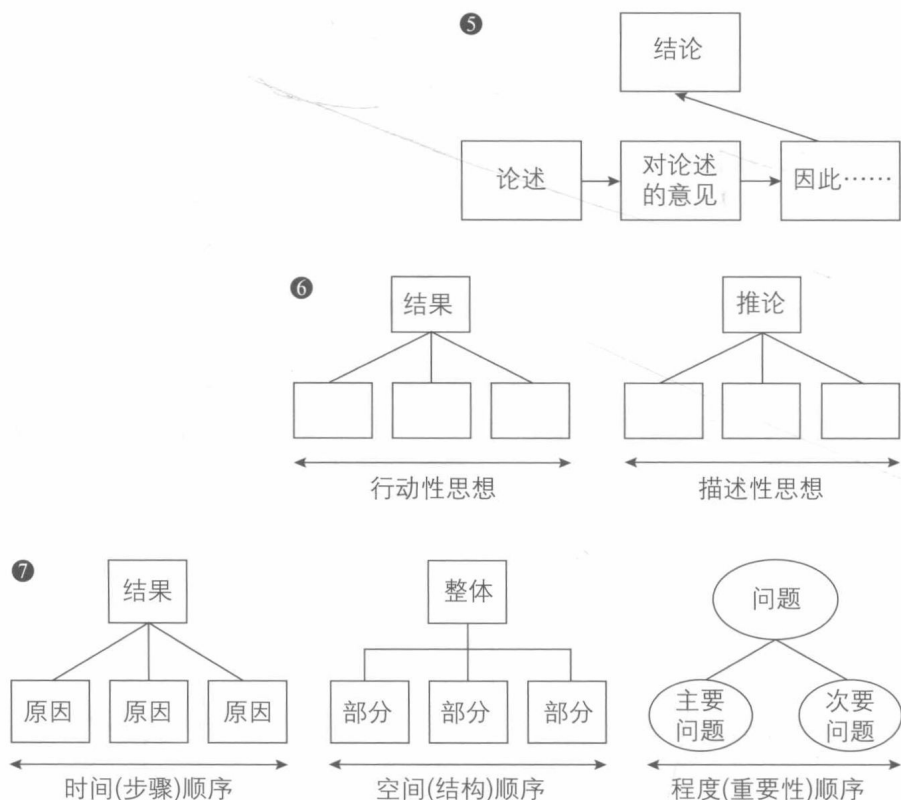 ❺
结论
论述
对论述
的意见
因此……
❻
结果
推论
行动性思想
描述性思想
❼
结果
整体
问题
原因
原因
原因
部分
部分
部分
主要
问题
次要
问题
时间(步骤)顺序
空间(结构)顺序
程度(重要性)顺序